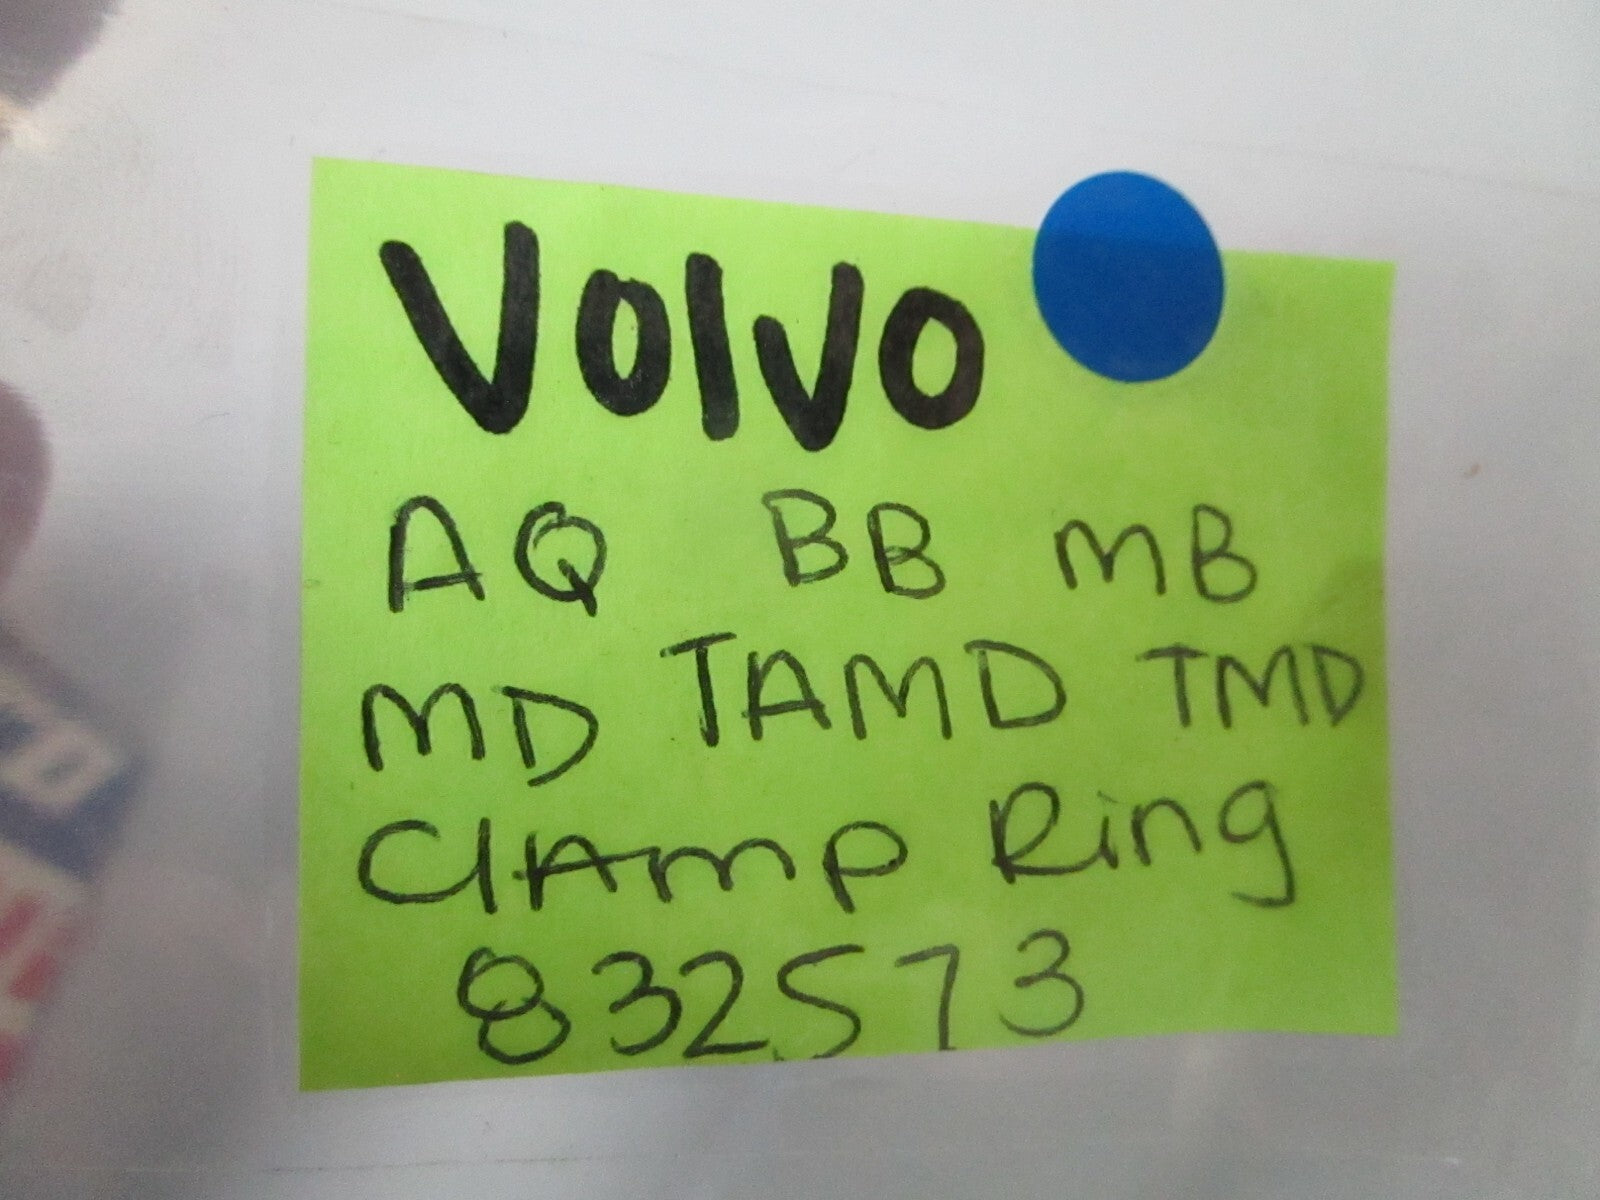 Volvo
AQ BB MB
MD TAMD TMD
ClAmp Ring
832573